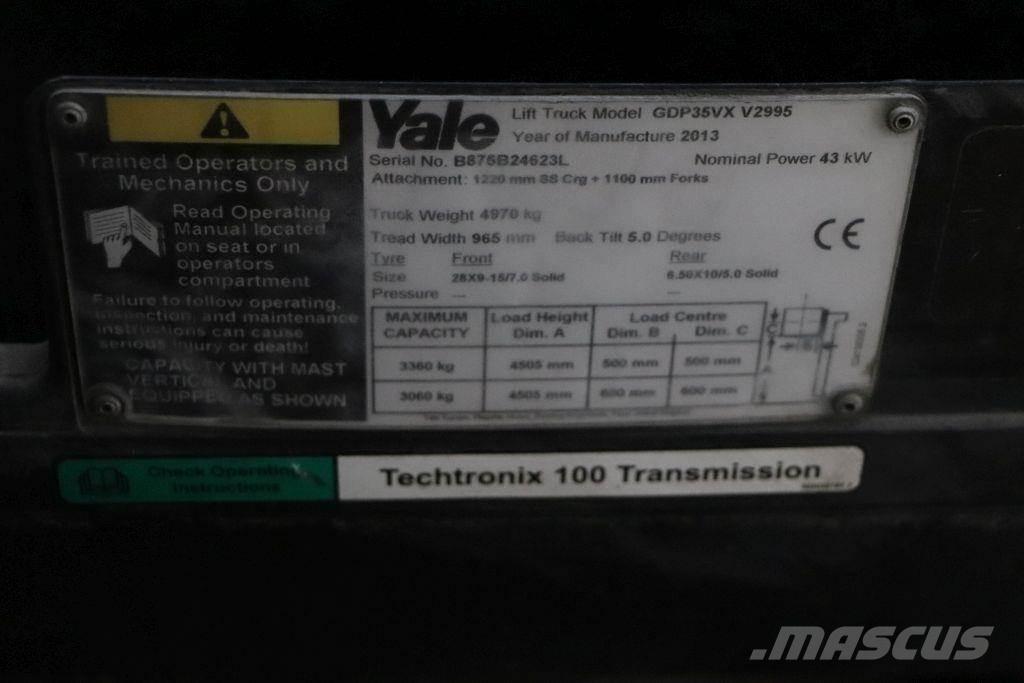 Trained Operators and
Mechanics Only
Read Operating
Manual located
on seat or in
operators
compartment
Failure to follow operating,
inspection, and maintenance
instructions can cause
serious injury or death!
CAPACITY WITH MAST
VERTICAL AND
EQUIPPED AS SHOWN
Yale
Lift Truck Model GDP35VX V2995
Year of Manufacture 2013
Serial No. B875B24623L Nominal Power 43 kW
Attachment: 1220 mm SS Crg + 1100 mm Forks
Truck Weight 4970 kg
Tread Width 965 mm Back Tilt 5.0 Degrees
CE
Tyre Front Rear
Size 28X9-15/7.0 Solid 6.50X10/5.0 Solid
Pressure --- ---
MAXIMUM CAPACITY Load Height Dim. A Load Centre Dim. B Dim. C
3360 kg 4505 mm 500 mm 500 mm
3060 kg 4505 mm 600 mm 600 mm
Check Operating
Instructions
Techtronix 100 Transmission
MASCUS